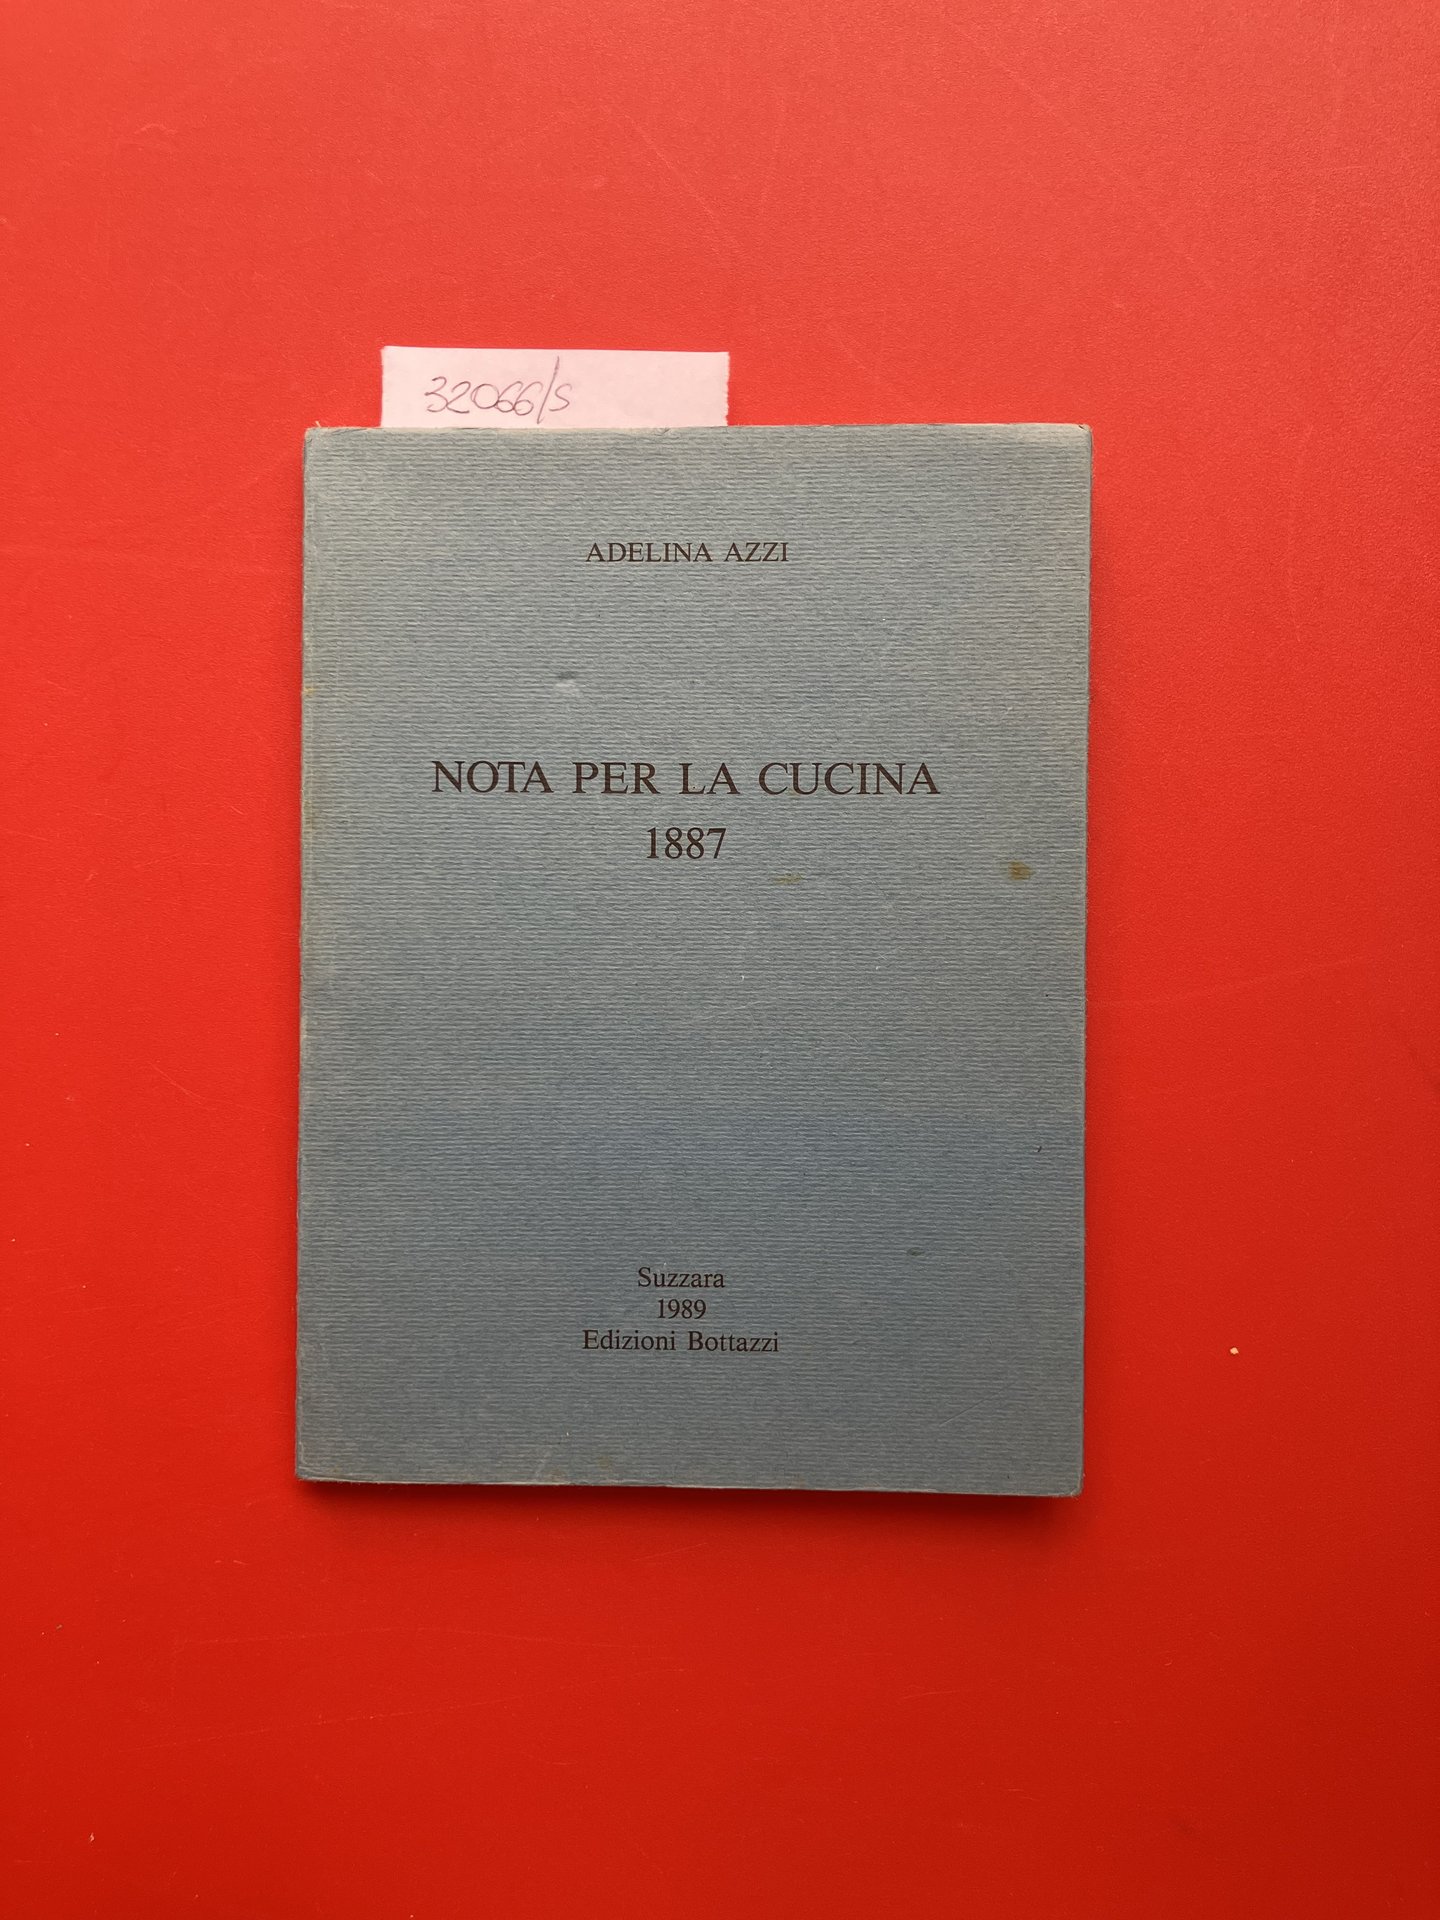 32066/S
ADELINA AZZI
NOTA PER LA CUCINA
1887
Suzzara
1989
Edizioni Bottazzi